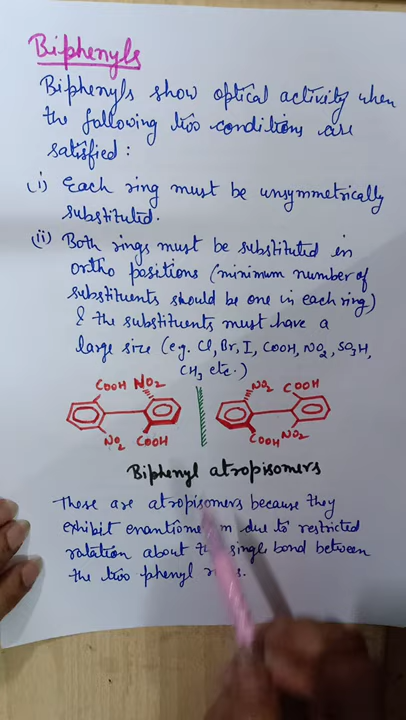 Biphenyls
Biphenyls show optical activity when
the following two conditions are
satisfied:
(i) Each ring must be unsymmetrically
substituted.
(ii) Both rings must be substituted in
ortho positions (minimum number of
substituents should be one in each ring)
& the substituents must have a
large size (eg. Cl, Br, I, COOH, NO2, SO3H,
CH3 etc.)
COOH NO2 NO2 COOH
NO2 COOH COOH NO2
Biphenyl atropisomers
These are atropisomers because they
exhibit due to restricted
rotation about single bond between
the two phenyl